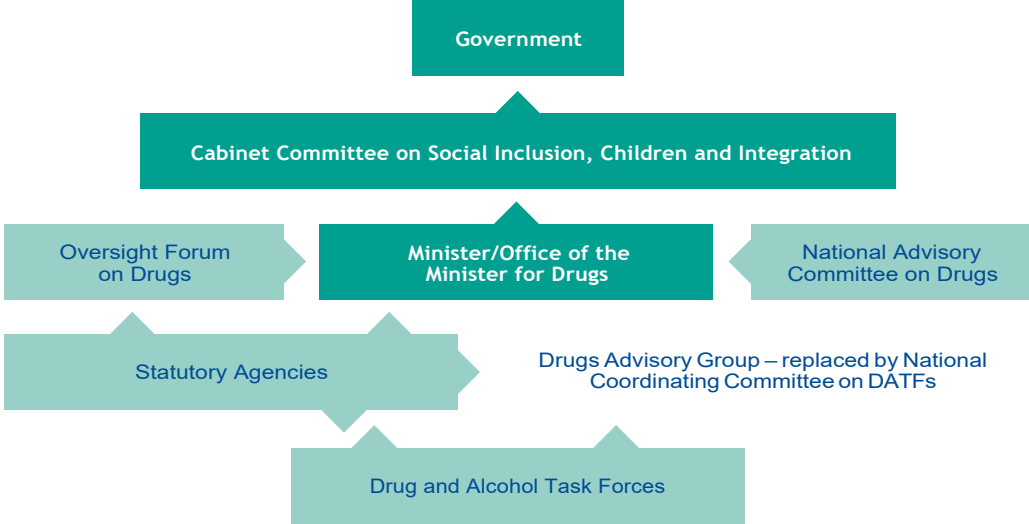 Government
Cabinet Committee on Social Inclusion, Children and Integration
Oversight Forum
on Drugs
Minister/Office of the
Minister for Drugs
National Advisory
Committee on Drugs
Statutory Agencies
Drugs Advisory Group – replaced by National
Coordinating Committee on DATFs
Drug and Alcohol Task Forces